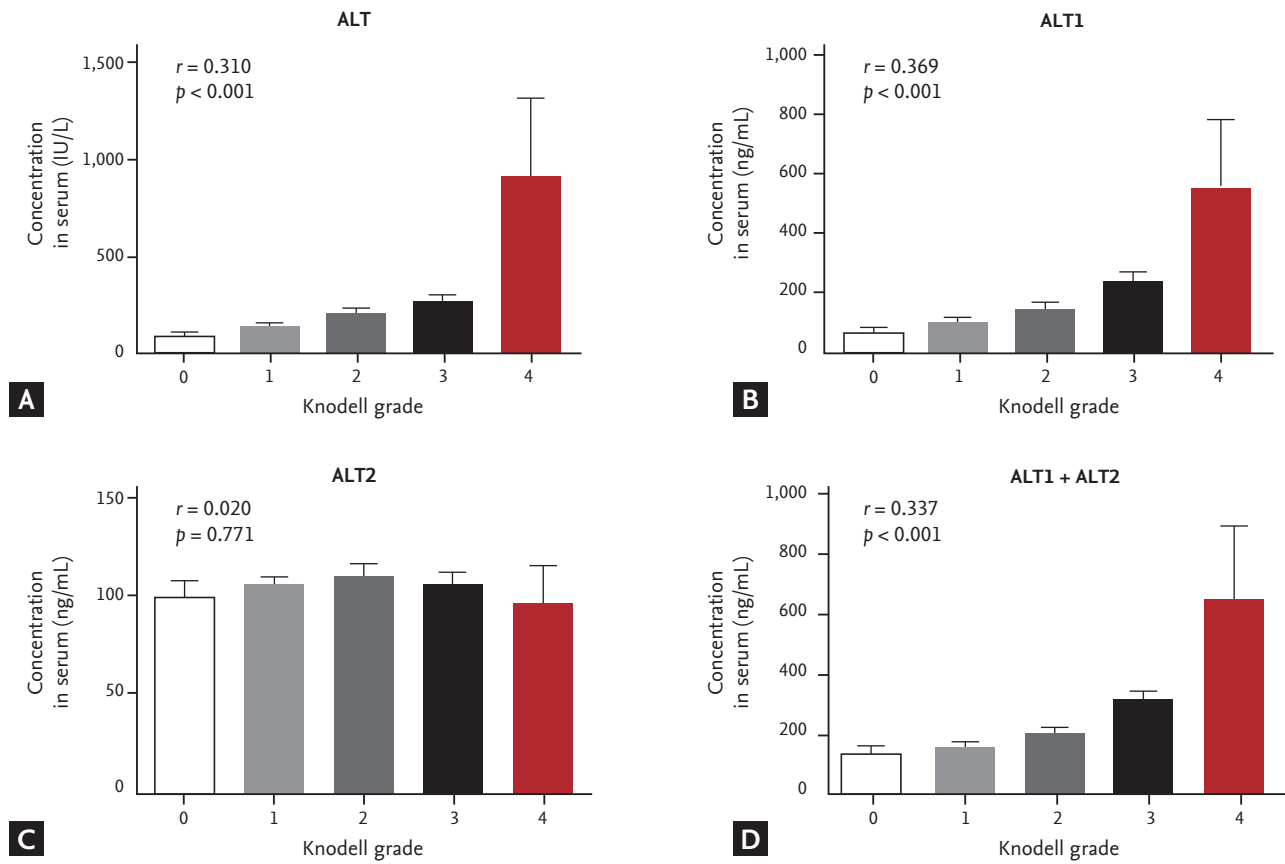 ALT
Concentration
in serum (IU/L)
1,500
1,000
500
0
r = 0.310
p < 0.001
0 1 2 3 4
Knodell grade
A
ALT1
Concentration
in serum (ng/mL)
1,000
800
600
400
200
0
r = 0.369
p < 0.001
0 1 2 3 4
Knodell grade
B
ALT2
Concentration
in serum (ng/mL)
150
100
50
0
r = 0.020
p = 0.771
0 1 2 3 4
Knodell grade
C
ALT1 + ALT2
Concentration
in serum (ng/mL)
1,000
800
600
400
200
0
r = 0.337
p < 0.001
0 1 2 3 4
Knodell grade
D